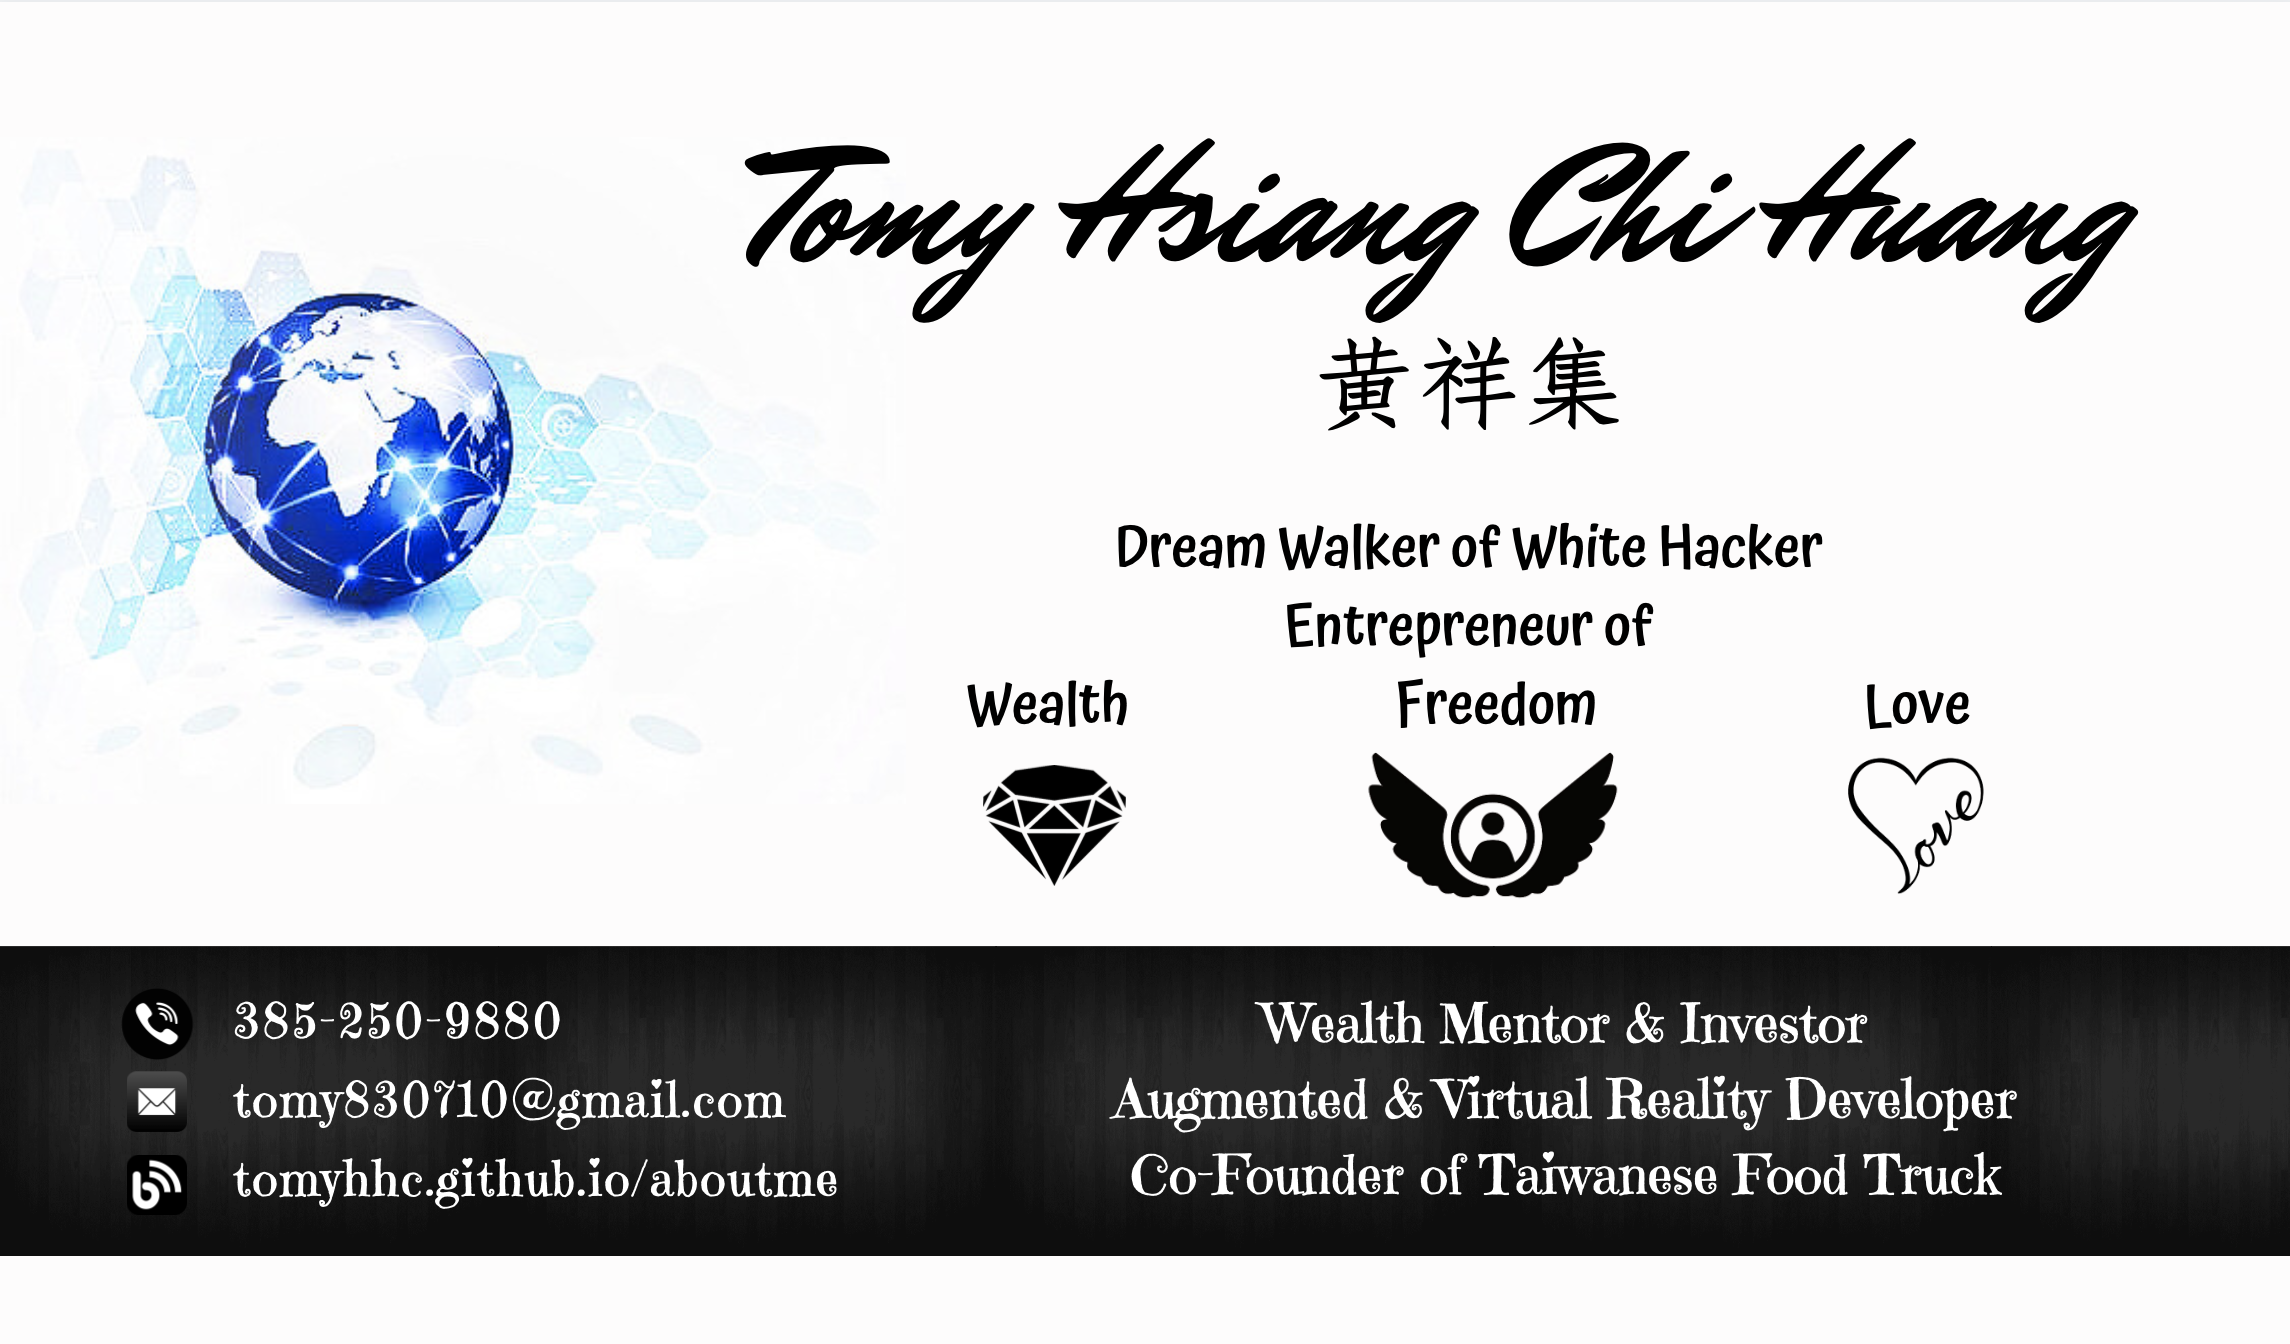 Tomy Hsiang Chi Huang
黄祥集
Dream Walker of White Hacker
Entrepreneur of
Wealth Freedom Love
Love
385-250-9880
tomy830710@gmail.com
tomyhhc.github.io/aboutme
Wealth Mentor & Investor
Augmented & Virtual Reality Developer
Co-Founder of Taiwanese Food Truck